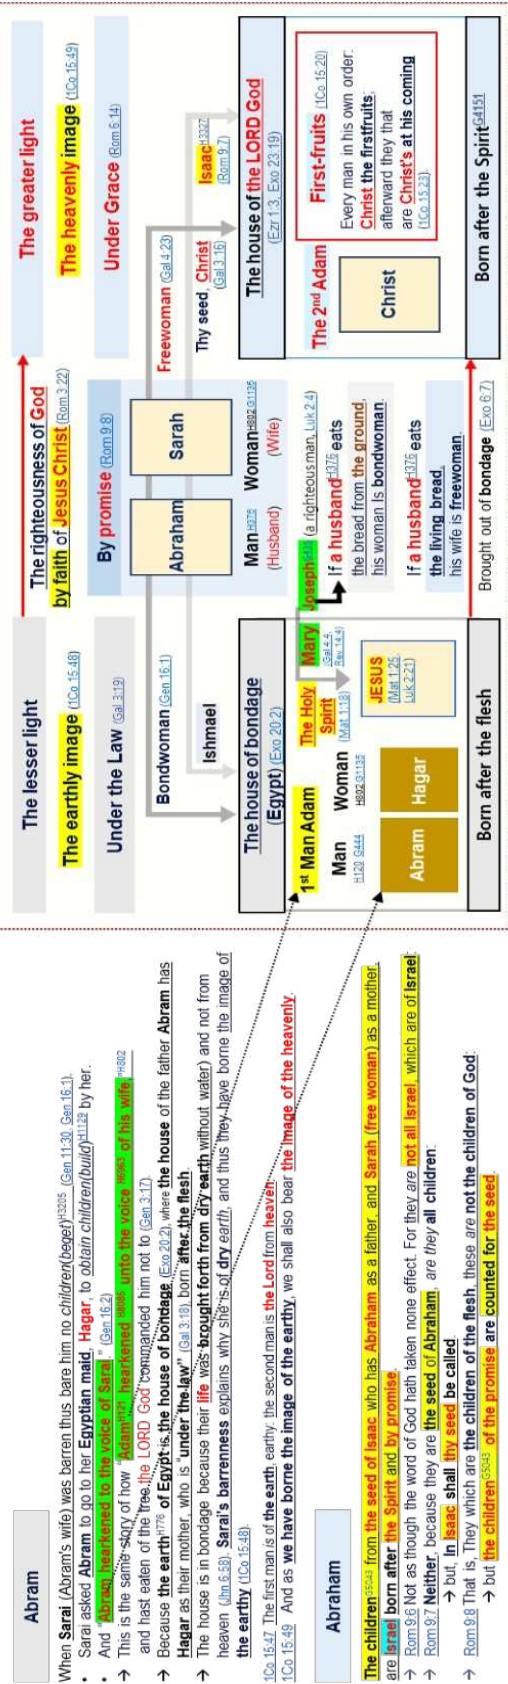 Abram
When Sarai (Abram's wife) was barren thus bare him no children(beget)H3205 (Gen 11:30, Gen 16:1).
• Sarai asked Abram to go to her Egyptian maid, Hagar, to obtain children(build)H1129 by her.
• And "Abram hearkened to the voice of Sarai." (Gen 16:2)
→ This is the same story of how "AdamH121 hearkened H8085 unto the voice H6963 of his wife,"H802
and hast eaten of the tree the LORD God commanded him not to (Gen 3:17).
→ Because the earthH776 of Egypt is the house of bondage (Exo 20:2), where the house of the father Abram has
Hagar as their mother, who is "under the law" (Gal 3:18), born after the flesh.
→ The house is in bondage because their life was brought forth from dry earth (without water) and not from
heaven (Jhn 6:58). Sarai's barrenness explains why she is of dry earth, and thus they have borne the image of
the earthy (1Co 15:48).
1Co 15:47 The first man is of the earth, earthy: the second man is the Lord from heaven.
1Co 15:49 And as we have borne the image of the earthy, we shall also bear the image of the heavenly.
Abraham
The childrenG5043 from the seed of Isaac who has Abraham as a father, and Sarah (free woman) as a mother,
are Israel born after the Spirit and by promise.
→ Rom 9:6 Not as though the word of God hath taken none effect. For they are not all Israel, which are of Israel:
→ Rom 9:7 Neither, because they are the seed of Abraham, are they all children:
→ but, In Isaac shall thy seed be called.
→ Rom 9:8 That is, They which are the children of the flesh, these are not the children of God:
→ but the childrenG5043 of the promise are counted for the seed.
The lesser light
The righteousness of God
by faith of Jesus Christ (Rom 3:22)
The greater light
The earthly image (1Co 15:48)
The heavenly image (1Co 15:49)
Under the Law (Gal 3:19)
By promise (Rom 9:8)
Under Grace (Rom 6:14)
Bondwoman (Gen 16:1)
Abraham
Sarah
Freewoman (Gal 4:23)
Ishmael
Thy seed, Christ
(Gal 3:16)
IsaacH3327
(Rom 9:7)
Man H376
(Husband)
Woman H802 G1135
(Wife)
The house of bondage
(Egypt) (Exo 20:2)
The house of the LORD God
(Ezr 1:3, Exo 23:19)
1st Man Adam
The Holy
Spirit
(Mat 1:18)
Mary
(Gal 4:4,
Rev 14:4)
Joseph (a righteous man, Luk 2:4)
Man
H120 G444
Woman
H802 G1135
Abram
Hagar
JESUS
(Mat 1:25,
Luk 2:21)
If a husbandH376 eats
the bread from the ground,
his woman is bondwoman.
If a husbandH376 eats
the living bread,
his wife is freewoman.
The 2nd Adam
Christ
First-fruits (1Co 15:20)
Every man in his own order:
Christ the firstfruits;
afterward they that
are Christ's at his coming
(1Co 15:23).
Born after the flesh
Brought out of bondage (Exo 6:7)
Born after the SpiritG4151